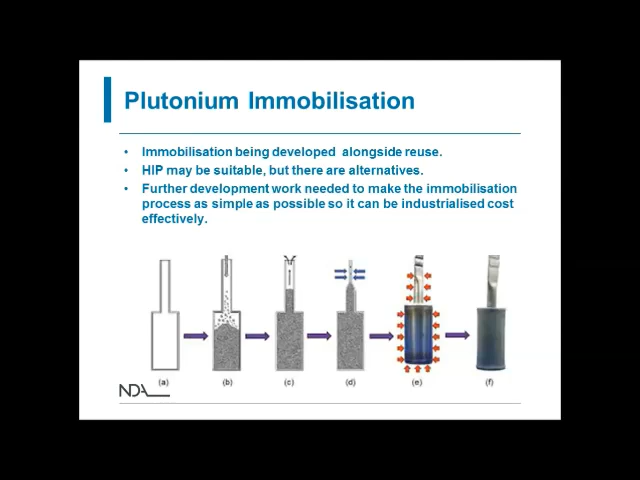 Plutonium Immobilisation
• Immobilisation being developed alongside reuse.
• HIP may be suitable, but there are alternatives.
• Further development work needed to make the immobilisation
process as simple as possible so it can be industrialised cost
effectively.
(a) (b) (c) (d) (e) (f)
NDA